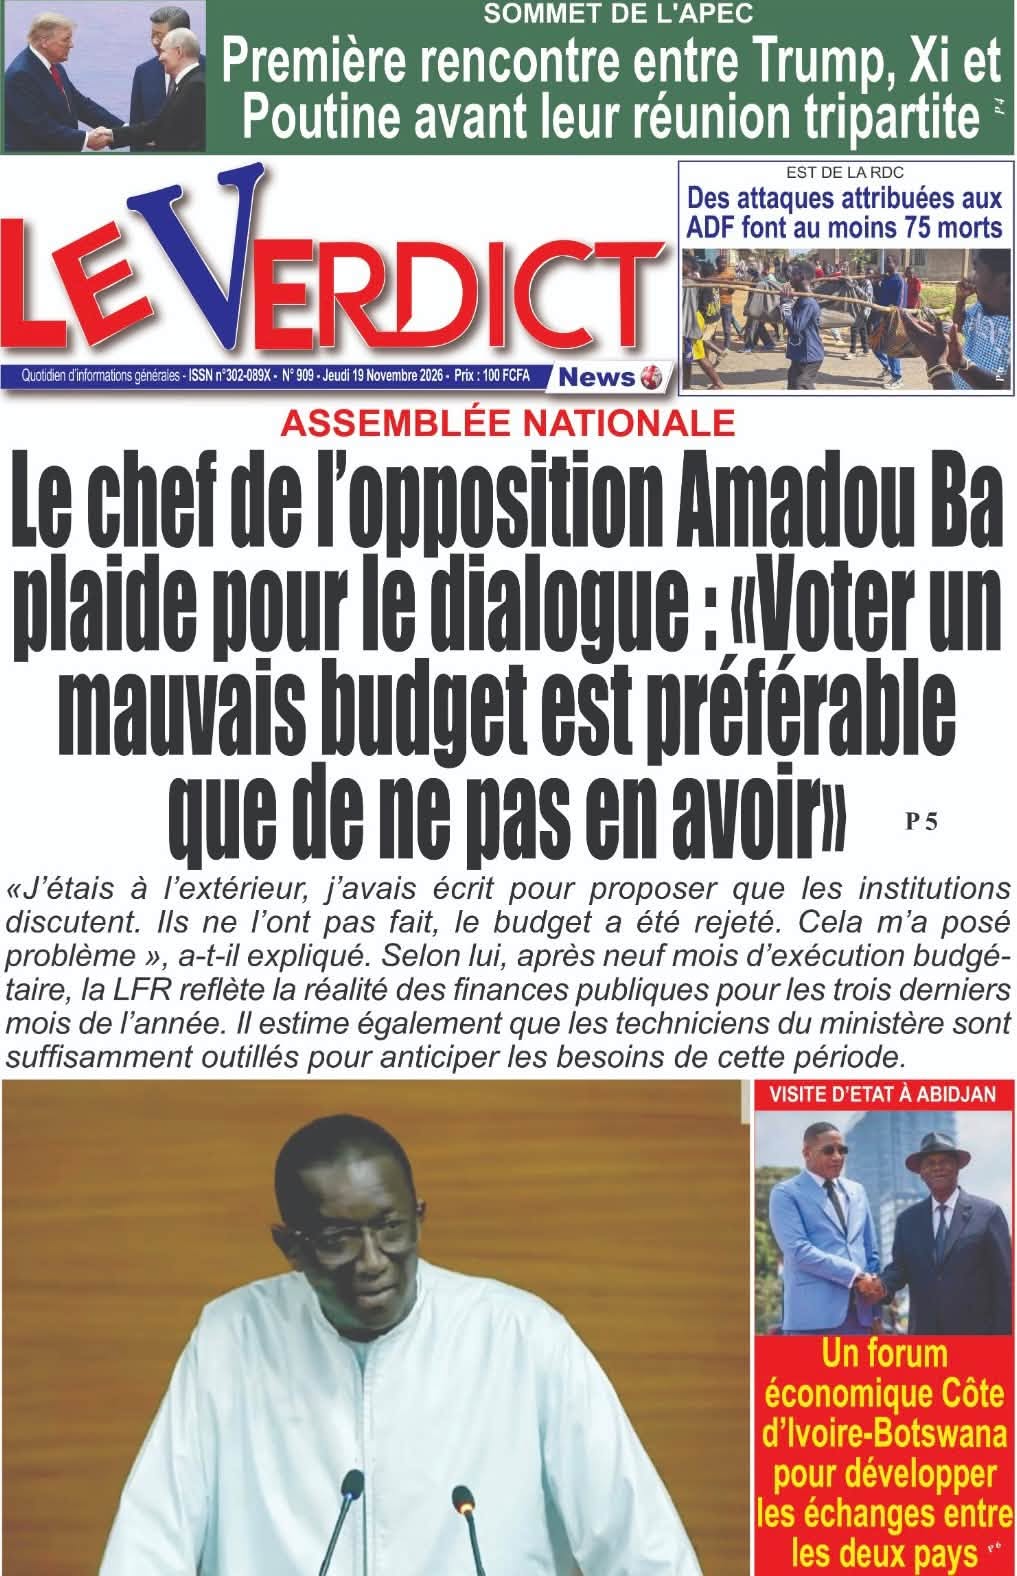 SOMMET DE L'APEC
Première rencontre entre Trump, Xi et
Poutine avant leur réunion tripartite
P 4
LE VERDICT
Quotidien d'informations générales - ISSN n°302-089X - N° 909 - Jeudi 19 Novembre 2026 - Prix : 100 FCFA
News
EST DE LA RDC
Des attaques attribuées aux
ADF font au moins 75 morts
ASSEMBLÉE NATIONALE
Le chef de l'opposition Amadou Ba
plaide pour le dialogue : «Voter un
mauvais budget est préférable
que de ne pas en avoir»
P 5
«J'étais à l'extérieur, j'avais écrit pour proposer que les institutions
discutent. Ils ne l'ont pas fait, le budget a été rejeté. Cela m'a posé
problème », a-t-il expliqué. Selon lui, après neuf mois d'exécution budgé-
taire, la LFR reflète la réalité des finances publiques pour les trois derniers
mois de l'année. Il estime également que les techniciens du ministère sont
suffisamment outillés pour anticiper les besoins de cette période.
VISITE D'ETAT À ABIDJAN
Un forum
économique Côte
d'Ivoire-Botswana
pour développer
les échanges entre
les deux pays
P 6